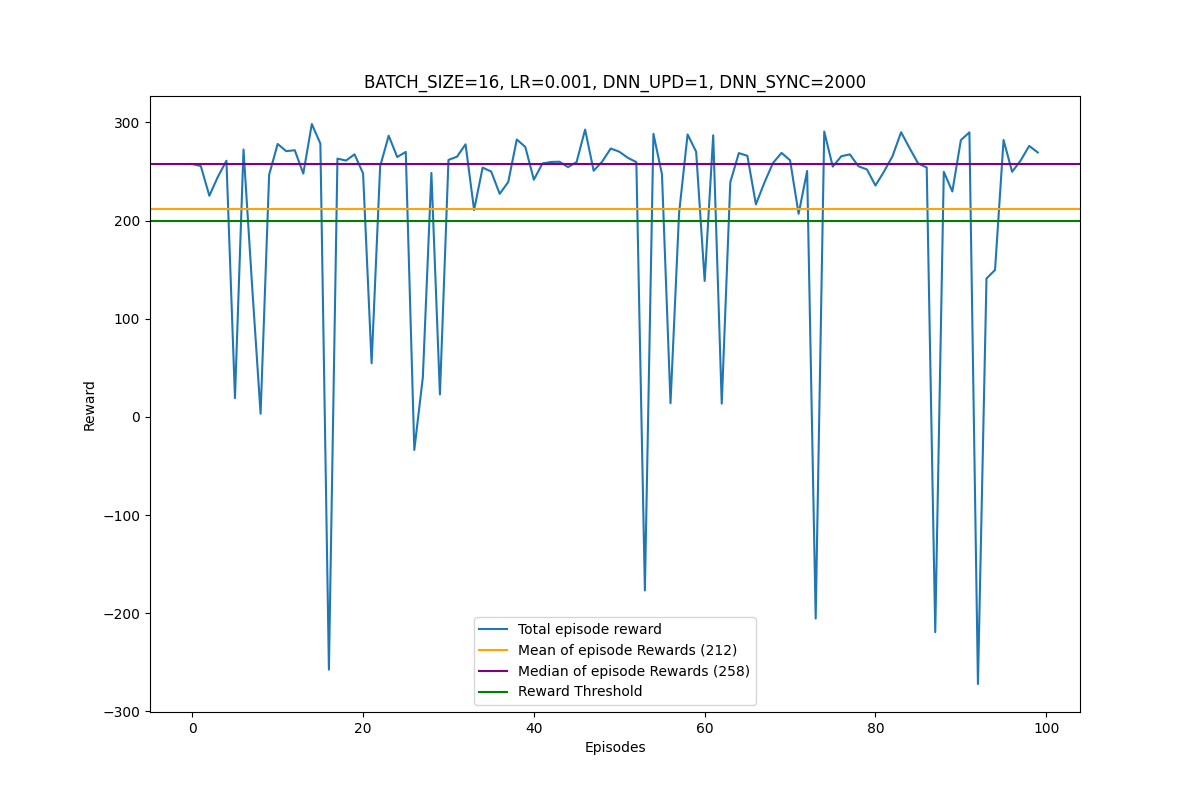 BATCH_SIZE=16, LR=0.001, DNN_UPD=1, DNN_SYNC=2000
300
200
100
0
−100
−200
−300
Reward
Total episode reward
Mean of episode Rewards (212)
Median of episode Rewards (258)
Reward Threshold
0 20 40 60 80 100
Episodes